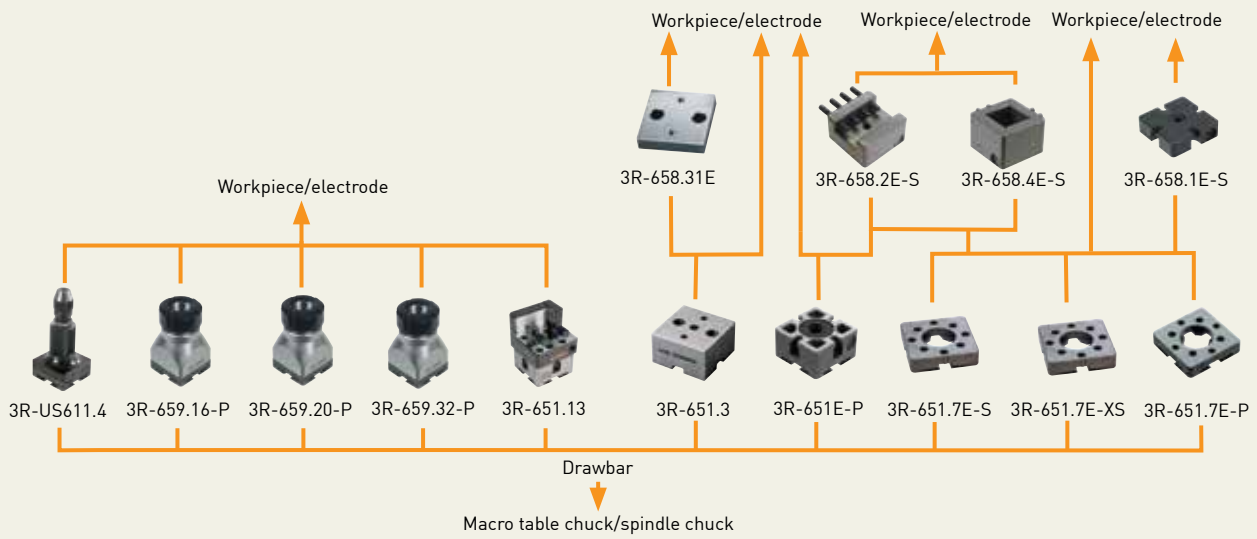 Workpiece/electrode
Workpiece/electrode
Workpiece/electrode
3R-658.31E
3R-658.2E-S
3R-658.4E-S
3R-658.1E-S
Workpiece/electrode
3R-US611.4
3R-659.16-P
3R-659.20-P
3R-659.32-P
3R-651.13
3R-651.3
3R-651E-P
3R-651.7E-S
3R-651.7E-XS
3R-651.7E-P
Drawbar
Macro table chuck/spindle chuck